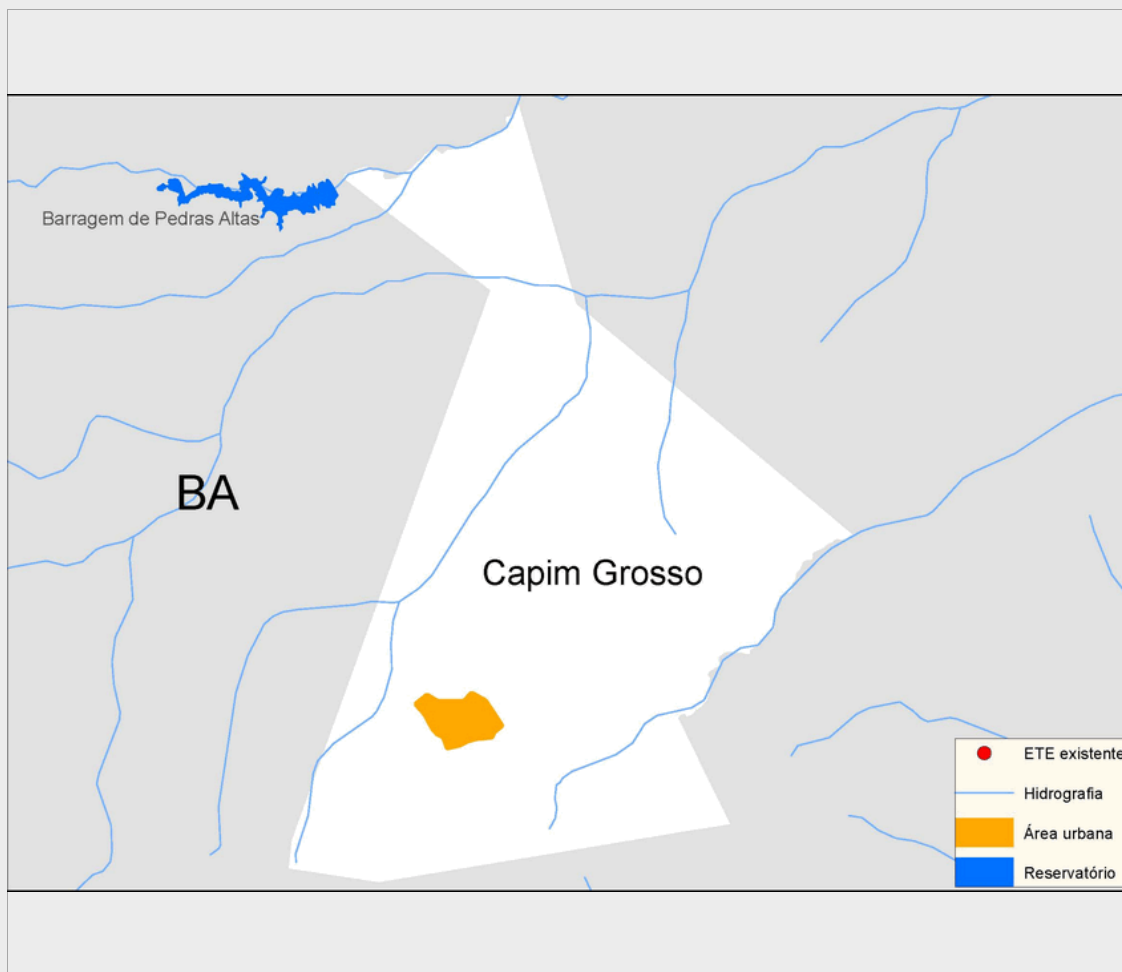 Barragem de Pedras Altas
BA
Capim Grosso
ETE existente
Hidrografia
Área urbana
Reservatório